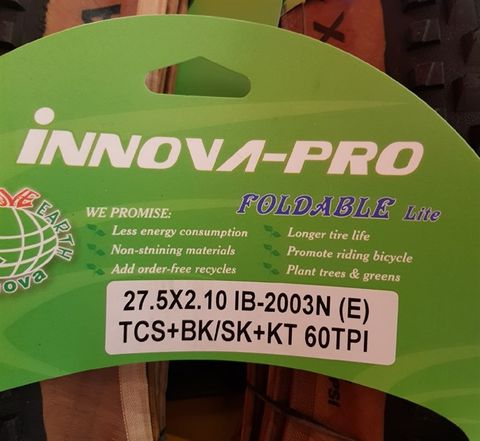 X
iNNOVA-PRO
FOLDABLE Lite
WE PROMISE:
Less energy consumption
Non-stnining materials
Add order-free recycles
Longer tire life
Promote riding bicycle
Plant trees & greens
EARTH
27.5X2.10 IB-2003N (E)
TCS+BK/SK+KT 60TPI
PSI